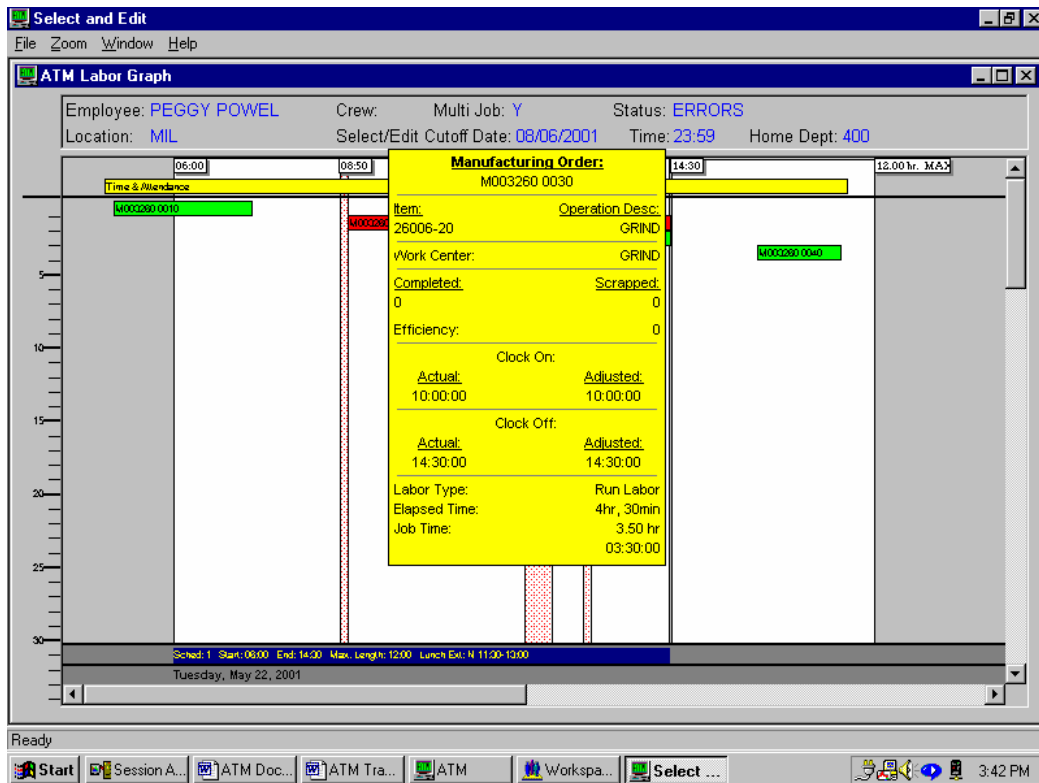 Select and Edit
File Zoom Window Help
ATM Labor Graph
Employee: PEGGY POWEL Crew: Multi Job: Y Status: ERRORS
Location: MIL Select/Edit Cutoff Date: 08/06/2001 Time: 23:59 Home Dept: 400
06:00 08:50 14:30 12.00 hr. MAX
Time & Attendance
M003260 0010
M003260
M003260 0040
Manufacturing Order:
M003260 0030
Item: Operation Desc:
26006-20 GRIND
Work Center: GRIND
Completed: Scrapped:
0 0
Efficiency: 0
Clock On:
Actual: Adjusted:
10:00:00 10:00:00
Clock Off:
Actual: Adjusted:
14:30:00 14:30:00
Labor Type: Run Labor
Elapsed Time: 4hr, 30min
Job Time: 3.50 hr
03:30:00
5
10
15
20
25
30
Sched: 1 Start: 06:00 End: 14:30 Max. Length: 12:00 Lunch Ext: N 11:30-13:00
Tuesday, May 22, 2001
Ready
Start Session A... ATM Doc... ATM Tra... ATM Workspa... Select ... 3:42 PM